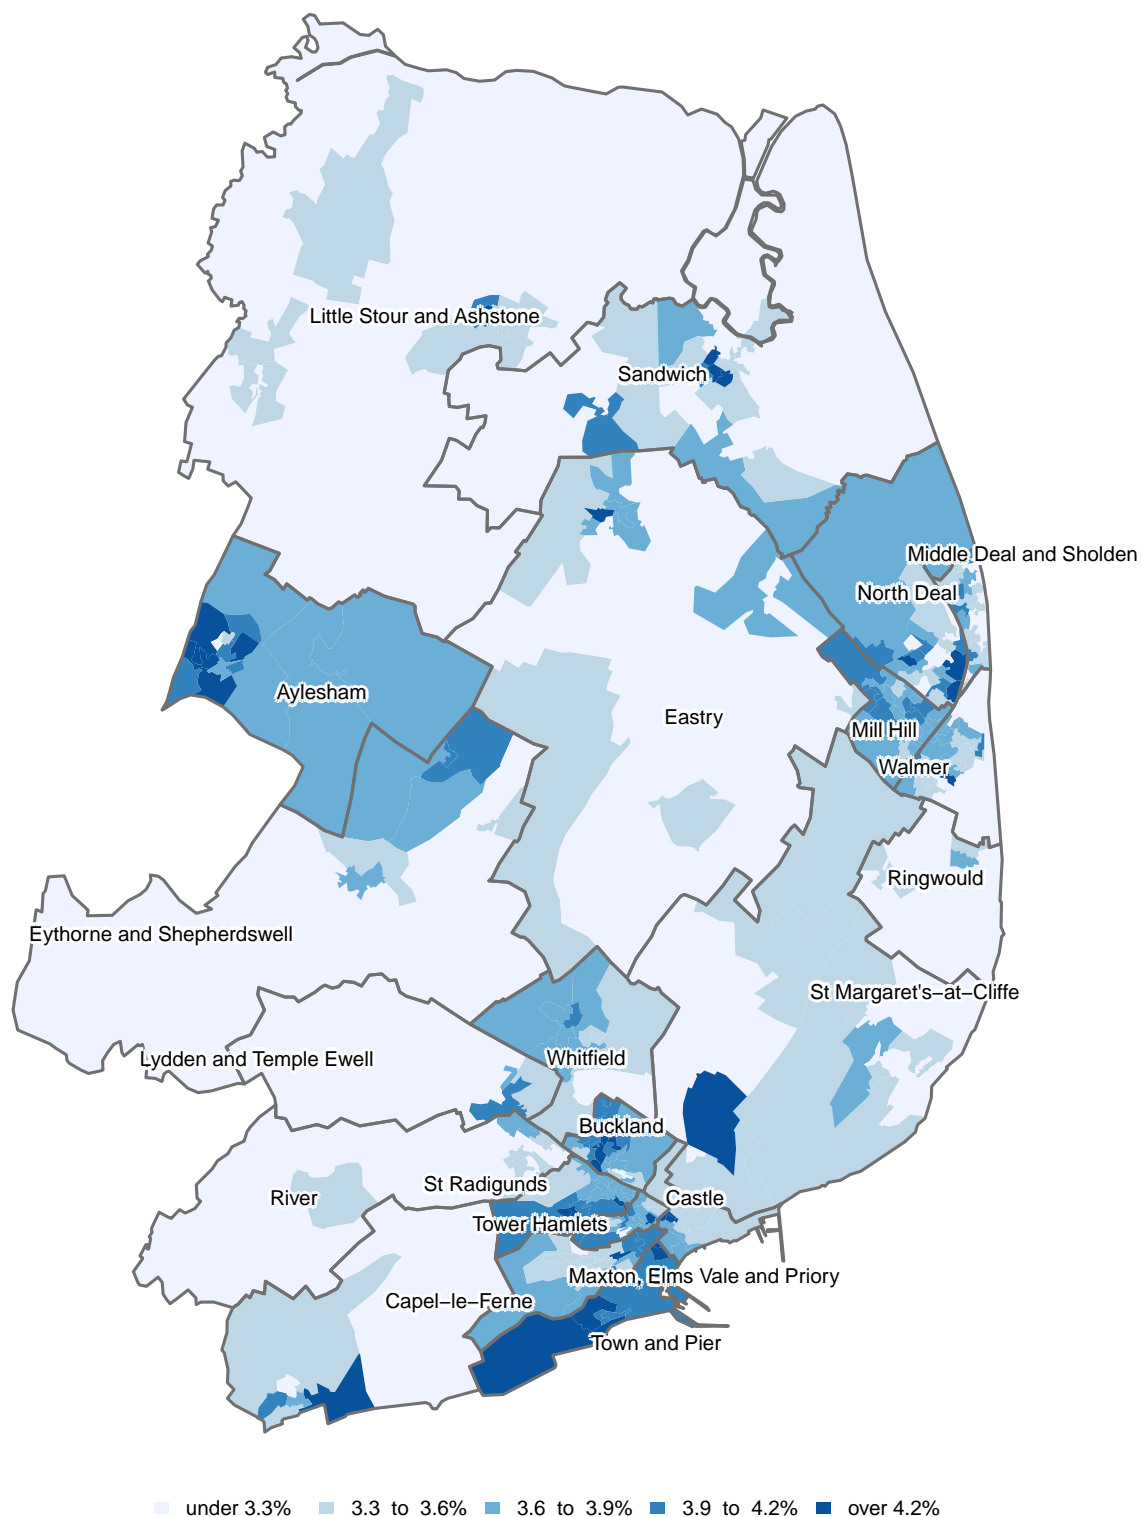 Little Stour and Ashstone
Sandwich
Middle Deal and Sholden
North Deal
Aylesham
Eastry
Mill Hill
Walmer
Ringwould
Eythorne and Shepherdswell
St Margaret's−at−Cliffe
Lydden and Temple Ewell
Whitfield
Buckland
St Radigunds
River
Castle
Tower Hamlets
Maxton, Elms Vale and Priory
Capel−le−Ferne
Town and Pier
under 3.3% 3.3 to 3.6% 3.6 to 3.9% 3.9 to 4.2% over 4.2%